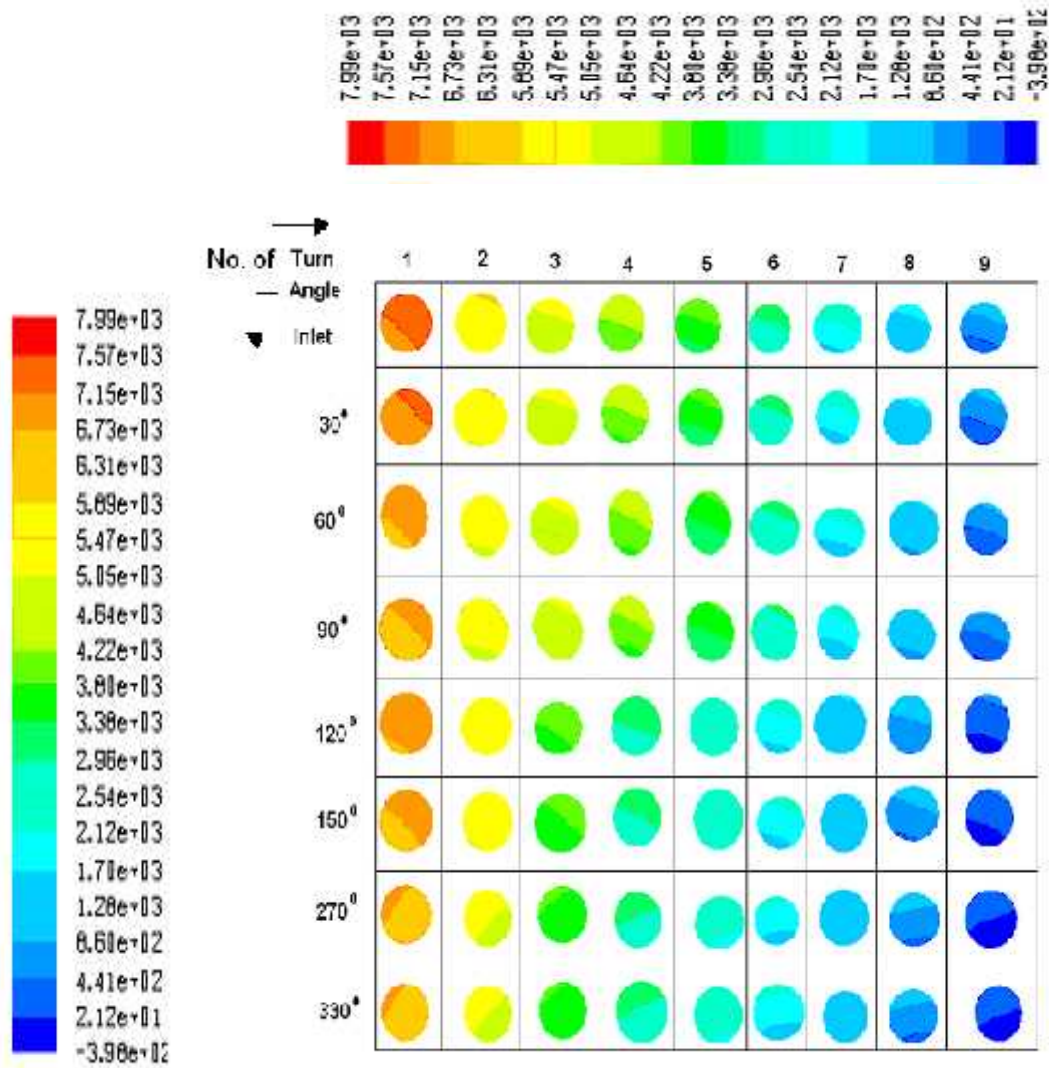 7.99e+03
7.57e+03
7.15e+03
6.73e+03
6.31e+03
5.89e+03
5.47e+03
5.05e+03
4.64e+03
4.22e+03
3.80e+03
3.38e+03
2.96e+03
2.54e+03
2.12e+03
1.70e+03
1.28e+03
8.60e+02
4.41e+02
2.12e+01
-3.98e+02
No. of Turn 1 2 3 4 5 6 7 8 9
Angle
Inlet
30⁰
60⁰
90⁰
120⁰
150⁰
270⁰
330⁰
7.99e+03
7.57e+03
7.15e+03
6.73e+03
6.31e+03
5.89e+03
5.47e+03
5.05e+03
4.64e+03
4.22e+03
3.80e+03
3.38e+03
2.96e+03
2.54e+03
2.12e+03
1.70e+03
1.28e+03
8.60e+02
4.41e+02
2.12e+01
-3.98e+02